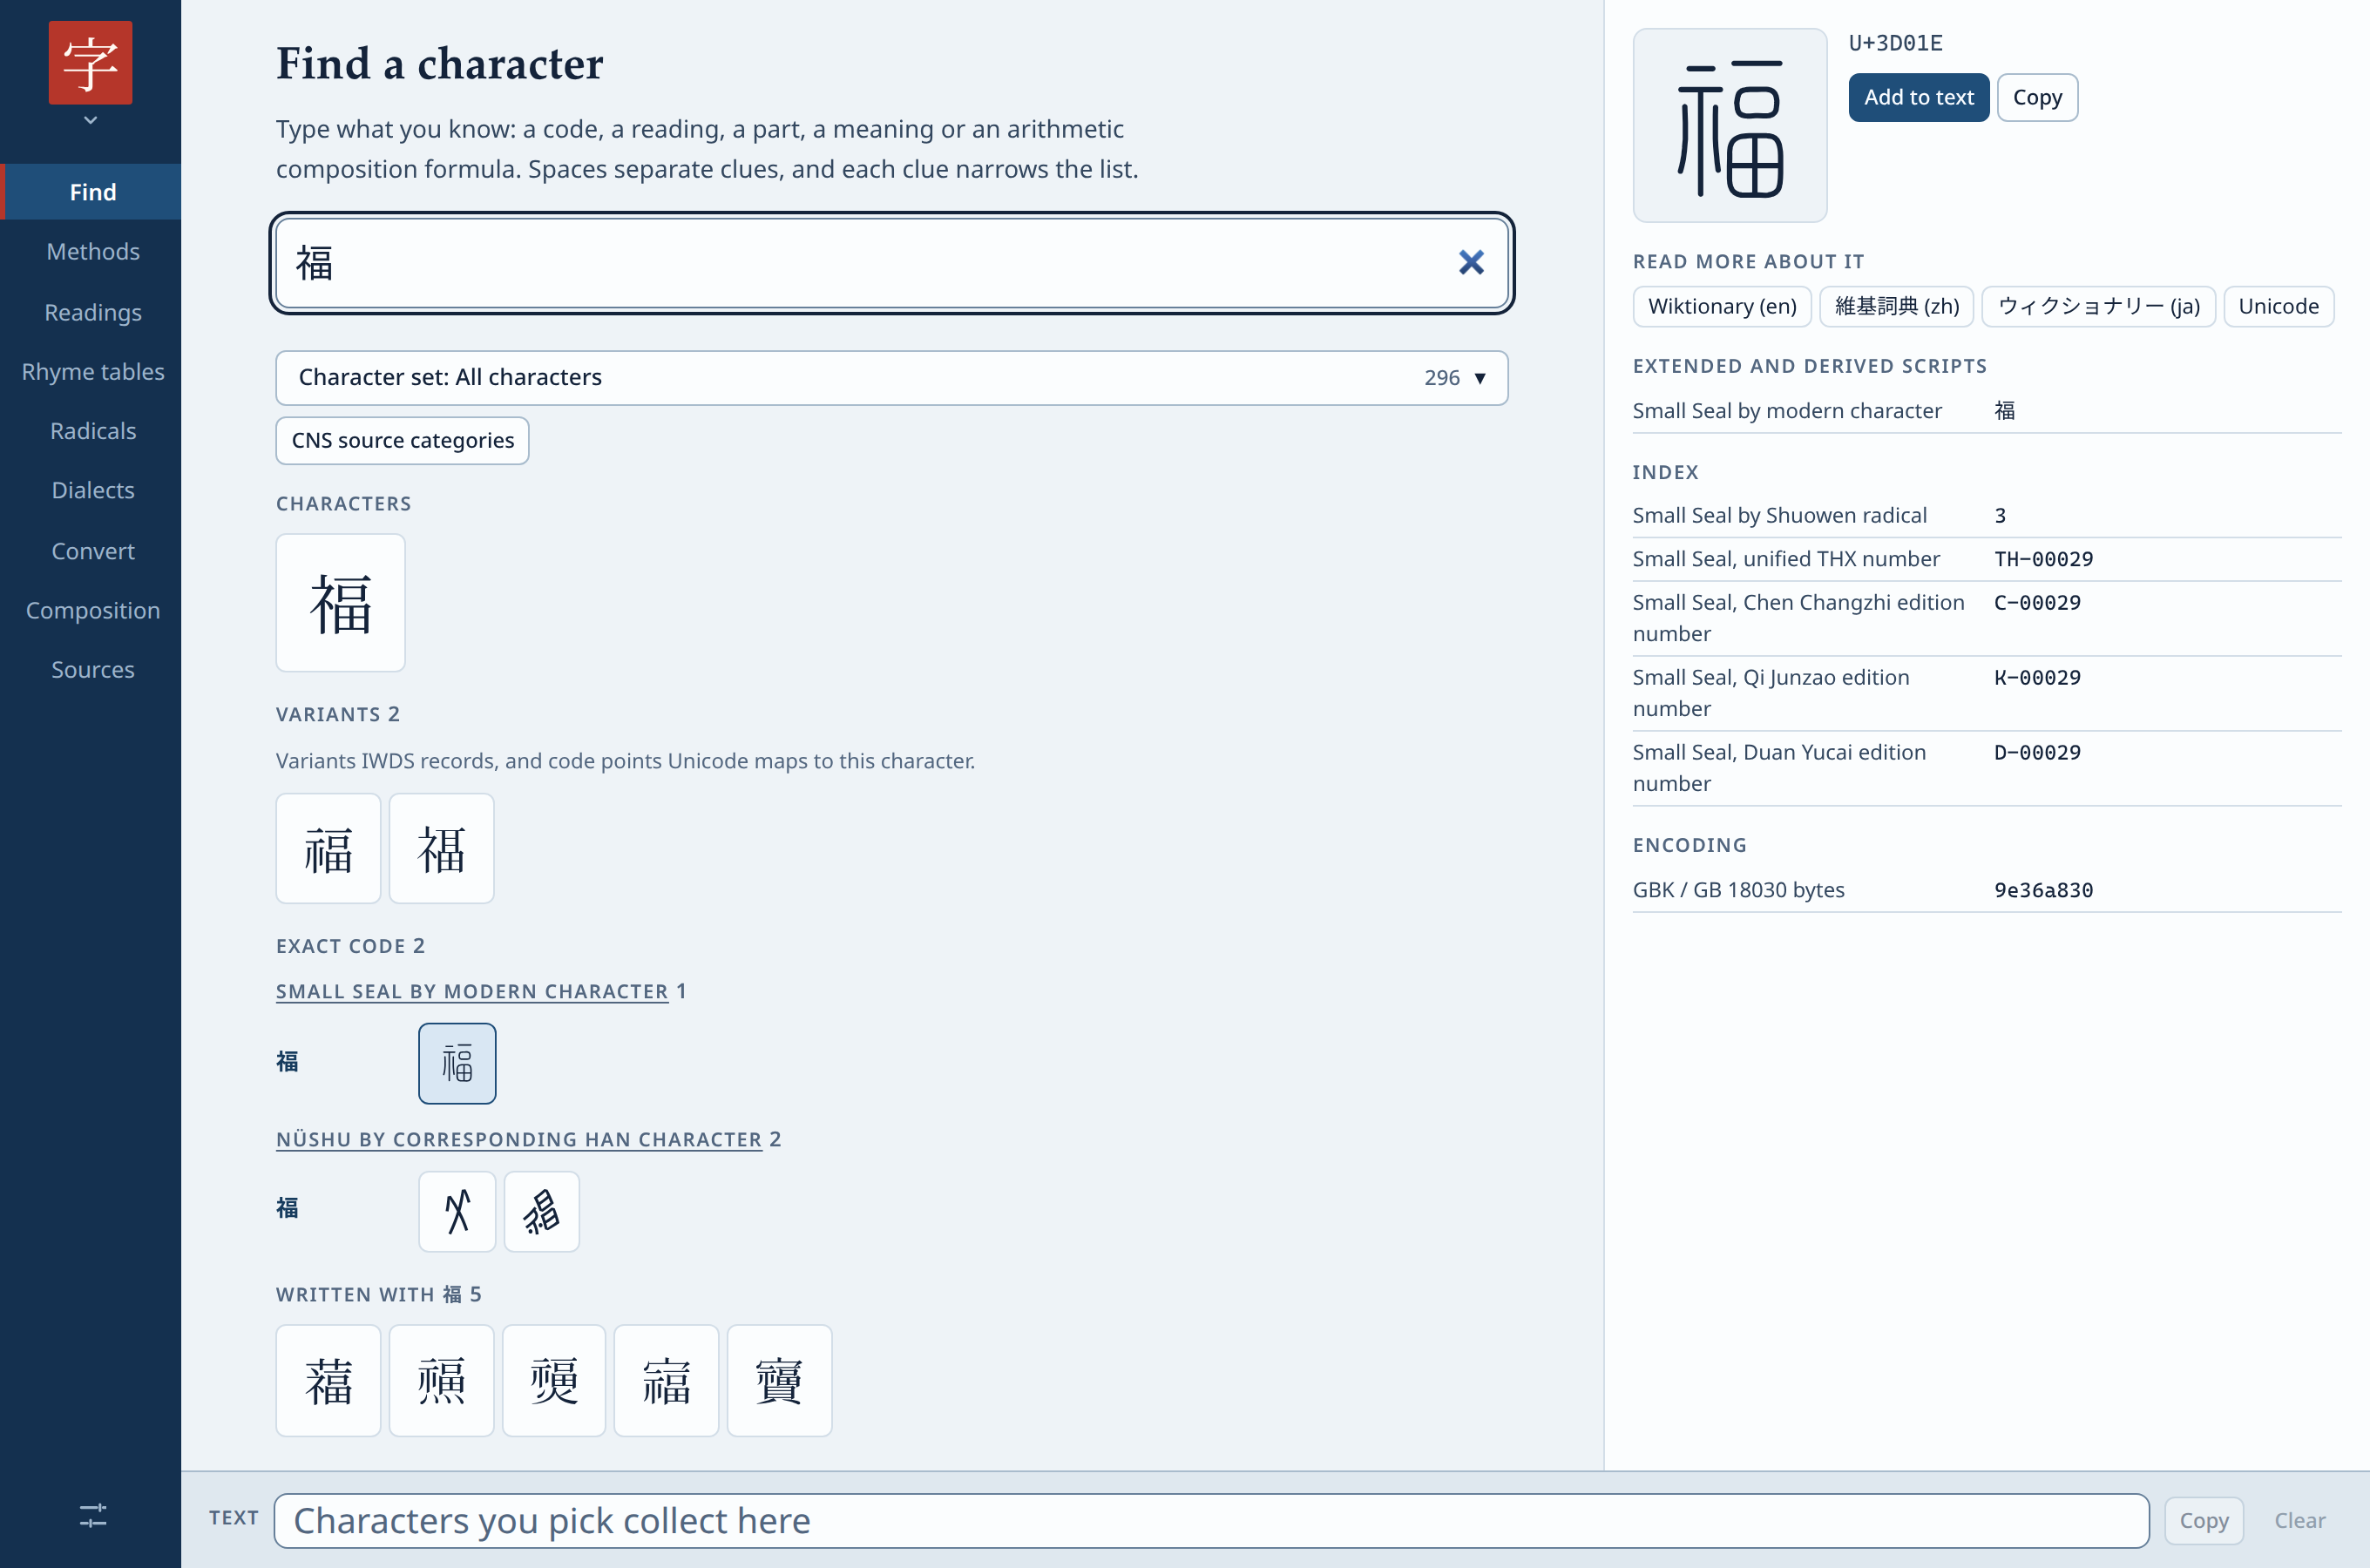 字
Find
Methods
Readings
Rhyme tables
Radicals
Dialects
Convert
Composition
Sources
Find a character
Type what you know: a code, a reading, a part, a meaning or an arithmetic
composition formula. Spaces separate clues, and each clue narrows the list.
福
Character set: All characters 296 ▼
CNS source categories
CHARACTERS
福
VARIANTS 2
Variants IWDS records, and code points Unicode maps to this character.
EXACT CODE 2
SMALL SEAL BY MODERN CHARACTER 1
福
NÜSHU BY CORRESPONDING HAN CHARACTER 2
福
WRITTEN WITH 福 5
U+3D01E
Add to text Copy
READ MORE ABOUT IT
Wiktionary (en) 維基詞典 (zh) ウィクショナリー (ja) Unicode
EXTENDED AND DERIVED SCRIPTS
Small Seal by modern character 福
INDEX
Small Seal by Shuowen radical 3
Small Seal, unified THX number TH-00029
Small Seal, Chen Changzhi edition C-00029
number
Small Seal, Qi Junzao edition K-00029
number
Small Seal, Duan Yucai edition D-00029
number
ENCODING
GBK / GB 18030 bytes 9e36a830
TEXT Characters you pick collect here Copy Clear